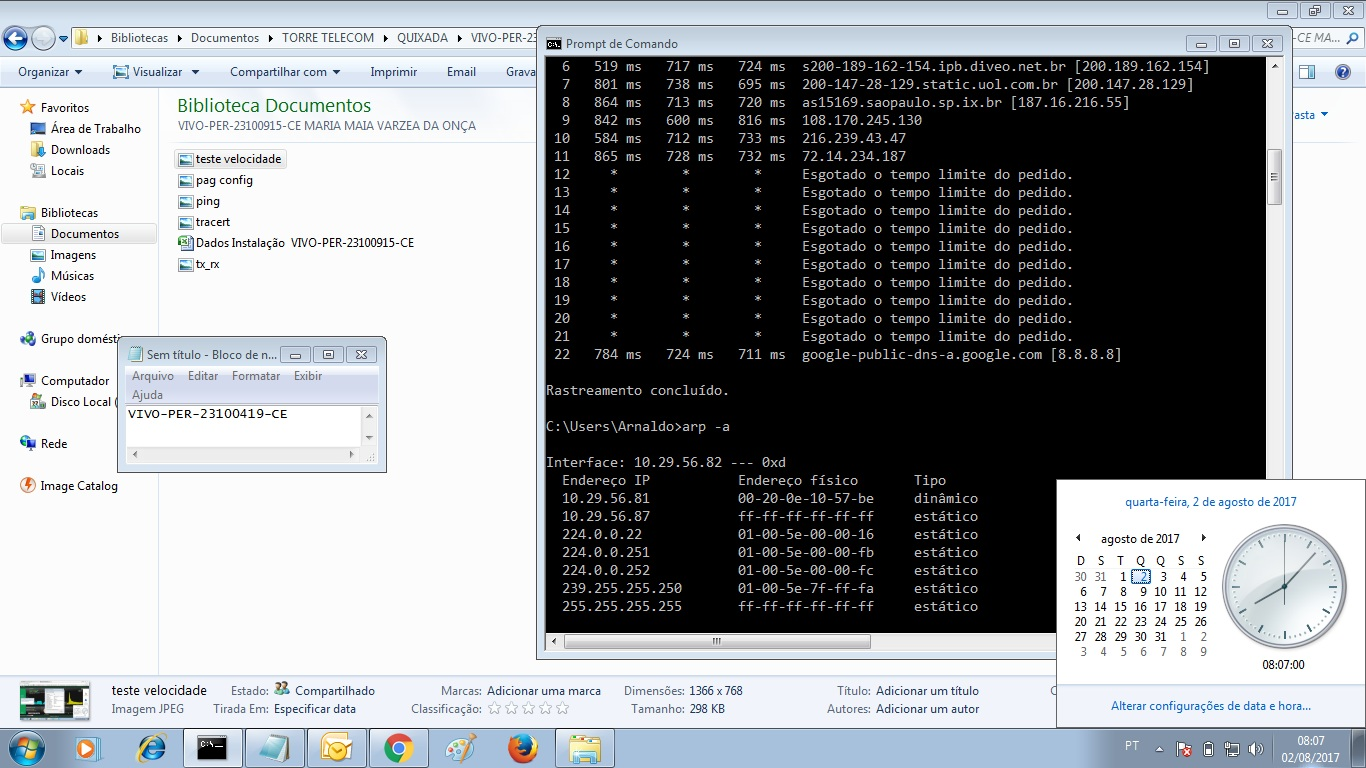 Bibliotecas
Documentos
TORRE TELECOM
QUIXADA
VIVO-PER-23
-CE MA...
Organizar
Visualizar
Compartilhar com
Imprimir
Email
Grava
asta
Favoritos
Área de Trabalho
Downloads
Locais
Bibliotecas
Documentos
Imagens
Músicas
Vídeos
Grupo domésti
Computador
Disco Local (
Rede
Image Catalog
Biblioteca Documentos
VIVO-PER-23100915-CE MARIA MAIA VARZEA DA ONÇA
teste velocidade
pag config
ping
tracert
Dados Instalação VIVO-PER-23100915-CE
tx_rx
Sem título - Bloco de n...
Arquivo Editar Formatar Exibir
Ajuda
VIVO-PER-23100419-CE
Prompt de Comando
6 519 ms 717 ms 724 ms s200-189-162-154.ipb.diveo.net.br [200.189.162.154]
7 801 ms 738 ms 695 ms 200-147-28-129.static.uol.com.br [200.147.28.129]
8 864 ms 713 ms 720 ms as15169.saopaulo.sp.ix.br [187.16.216.55]
9 842 ms 600 ms 816 ms 108.170.245.130
10 584 ms 712 ms 733 ms 216.239.43.47
11 865 ms 728 ms 732 ms 72.14.234.187
12 * * * Esgotado o tempo limite do pedido.
13 * * * Esgotado o tempo limite do pedido.
14 * * * Esgotado o tempo limite do pedido.
15 * * * Esgotado o tempo limite do pedido.
16 * * * Esgotado o tempo limite do pedido.
17 * * * Esgotado o tempo limite do pedido.
18 * * * Esgotado o tempo limite do pedido.
19 * * * Esgotado o tempo limite do pedido.
20 * * * Esgotado o tempo limite do pedido.
21 * * * Esgotado o tempo limite do pedido.
22 784 ms 724 ms 711 ms google-public-dns-a.google.com [8.8.8.8]
Rastreamento concluído.
C:\Users\Arnaldo>arp -a
Interface: 10.29.56.82 --- 0xd
Endereço IP Endereço físico Tipo
10.29.56.81 00-20-0e-10-57-be dinâmico
10.29.56.87 ff-ff-ff-ff-ff-ff estático
224.0.0.22 01-00-5e-00-00-16 estático
224.0.0.251 01-00-5e-00-00-fb estático
224.0.0.252 01-00-5e-00-00-fc estático
239.255.255.250 01-00-5e-7f-ff-fa estático
255.255.255.255 ff-ff-ff-ff-ff-ff estático
quarta-feira, 2 de agosto de 2017
agosto de 2017
D S T Q Q S S
30 31 1 2 3 4 5
6 7 8 9 10 11 12
13 14 15 16 17 18 19
20 21 22 23 24 25 26
27 28 29 30 31 1 2
3 4 5 6 7 8 9
08:07:00
Alterar configurações de data e hora...
teste velocidade Estado: Compartilhado Marcas: Adicionar uma marca Dimensões: 1366 x 768 Título: Adicionar um título C
Imagem JPEG Tirada Em: Especificar data Classificação: Tamanho: 298 KB Autores: Adicionar um autor
PT
08:07
02/08/2017